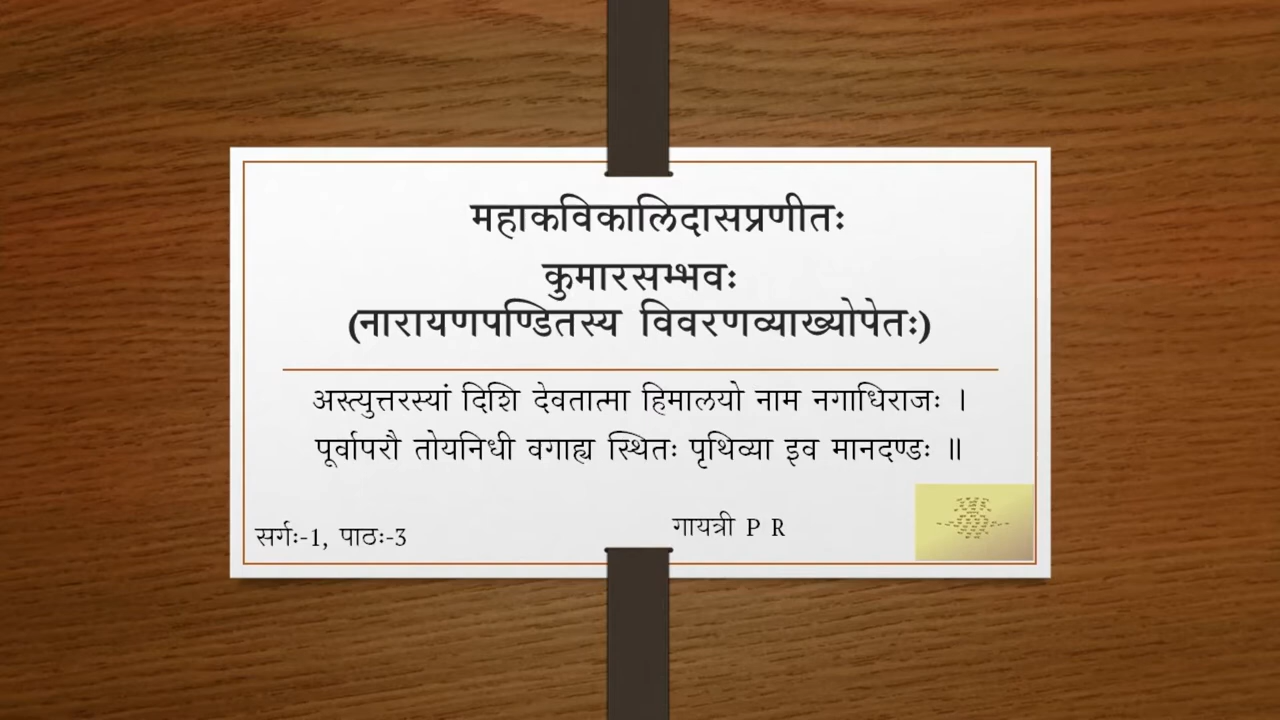 महाकविकालिदासप्रणीतः
कुमारसम्भवः
(नारायणपण्डितस्य विवरणव्याख्योपेतः)
अस्त्युत्तरस्यां दिशि देवतात्मा हिमालयो नाम नगाधिराजः ।
पूर्वापरौ तोयनिधी वगाह्य स्थितः पृथिव्या इव मानदण्डः ॥
सर्गः-1, पाठः-3
गायत्री P R